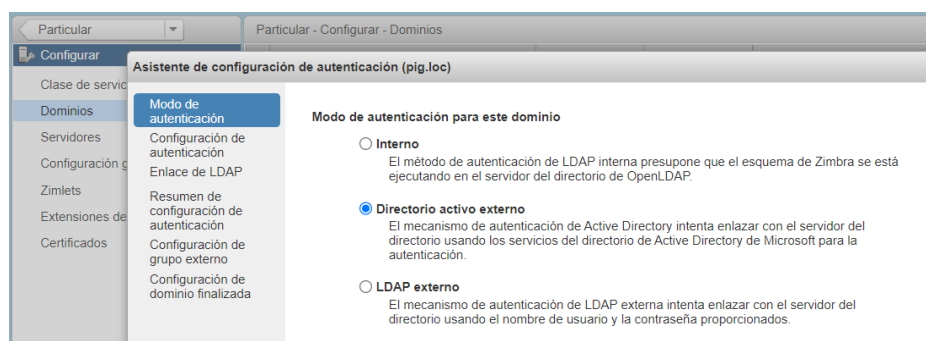 Particular
Particular - Configurar - Dominios
Configurar
Asistente de configuración de autenticación (pig.loc)
Clase de servic
Dominios
Servidores
Configuración g
Zimlets
Extensiones de
Certificados
Modo de
autenticación
Configuración de
autenticación
Enlace de LDAP
Resumen de
configuración de
autenticación
Configuración de
grupo externo
Configuración de
dominio finalizada
Modo de autenticación para este dominio
Interno
El método de autenticación de LDAP interna presupone que el esquema de Zimbra se está
ejecutando en el servidor del directorio de OpenLDAP.
Directorio activo externo
El mecanismo de autenticación de Active Directory intenta enlazar con el servidor del
directorio usando los servicios del directorio de Active Directory de Microsoft para la
autenticación.
LDAP externo
El mecanismo de autenticación de LDAP externa intenta enlazar con el servidor del
directorio usando el nombre de usuario y la contraseña proporcionados.